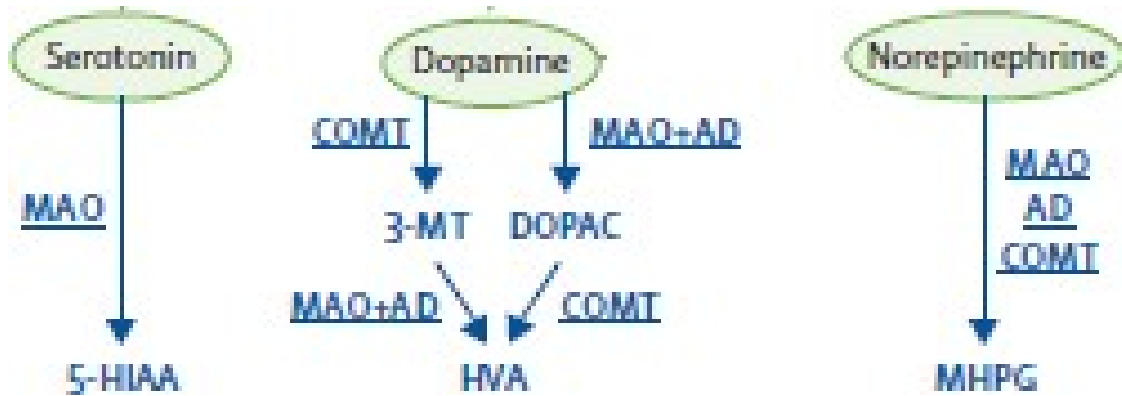 Serotonin
Dopamine
Norepinephrine
COMT
MAO+AD
MAO
MAO
AD
COMT
3-MT
DOPAC
MAO+AD
COMT
5-HIAA
HVA
MHPG